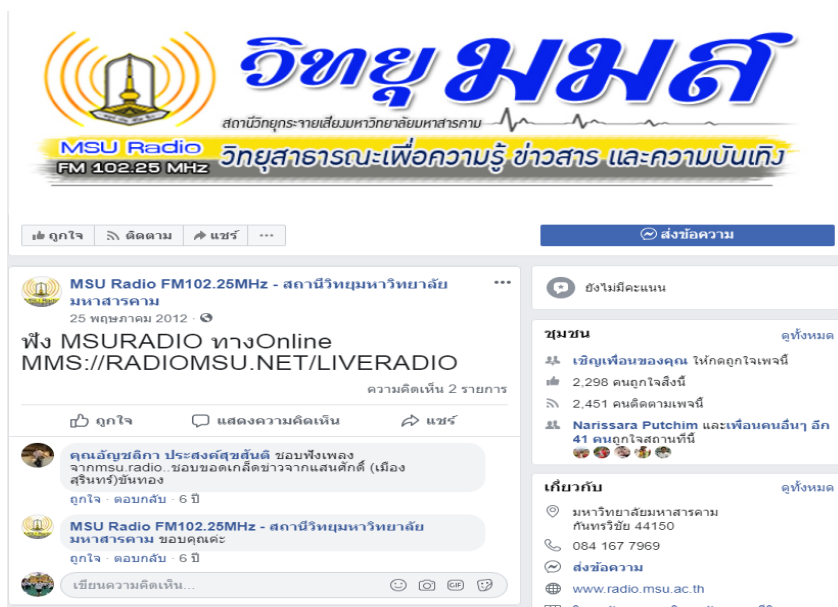 วิทยุ มมส
สถานีวิทยุกระจายเสียงมหาวิทยาลัยมหาสารคาม
MSU Radio
FM 102.25 MHz
วิทยุสาธารณะเพื่อความรู้ ข่าวสาร และความบันเทิง
ถูกใจ ติดตาม แชร์ ...
ส่งข้อความ
MSU Radio FM102.25MHz - สถานีวิทยุมหาวิทยาลัย
มหาสารคาม
25 พฤษภาคม 2012 ·
ฟัง MSURADIO ทางOnline
MMS://RADIOMSU.NET/LIVERADIO
ความคิดเห็น 2 รายการ
ถูกใจ แสดงความคิดเห็น แชร์
คุณอัญชลิกา ประสงค์สุขสันติ ชอบฟังเพลง
จากmsu.radio..ชอบขอดเกล็ดข่าวจากแสนศักดิ์ (เมือง
สุรินทร์)ขันทอง
ถูกใจ · ตอบกลับ · 6 ปี
MSU Radio FM102.25MHz - สถานีวิทยุมหาวิทยาลัย
มหาสารคาม ขอบคุณค่ะ
ถูกใจ · ตอบกลับ · 6 ปี
เขียนความคิดเห็น...
GIF
ยังไม่มีคะแนน
ชุมชน ดูทั้งหมด
เชิญเพื่อนของคุณ ให้กดถูกใจเพจนี้
2,298 คนถูกใจสิ่งนี้
2,451 คนติดตามเพจนี้
Narissara Putchim และเพื่อนคนอื่นๆ อีก
41 คนถูกใจสถานที่นี้
เกี่ยวกับ ดูทั้งหมด
มหาวิทยาลัยมหาสารคาม
กันทรวิชัย 44150
084 167 7969
ส่งข้อความ
www.radio.msu.ac.th